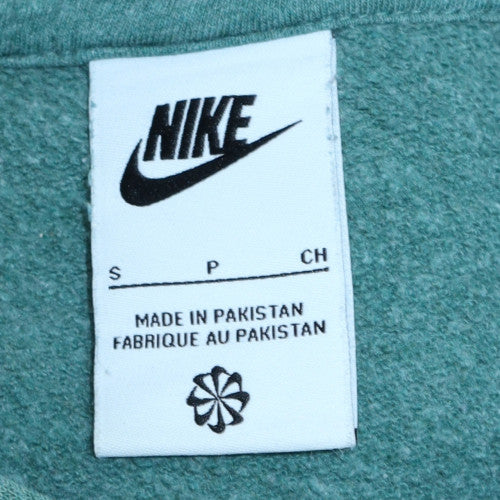 NIKE
S P CH
MADE IN PAKISTAN
FABRIQUE AU PAKISTAN